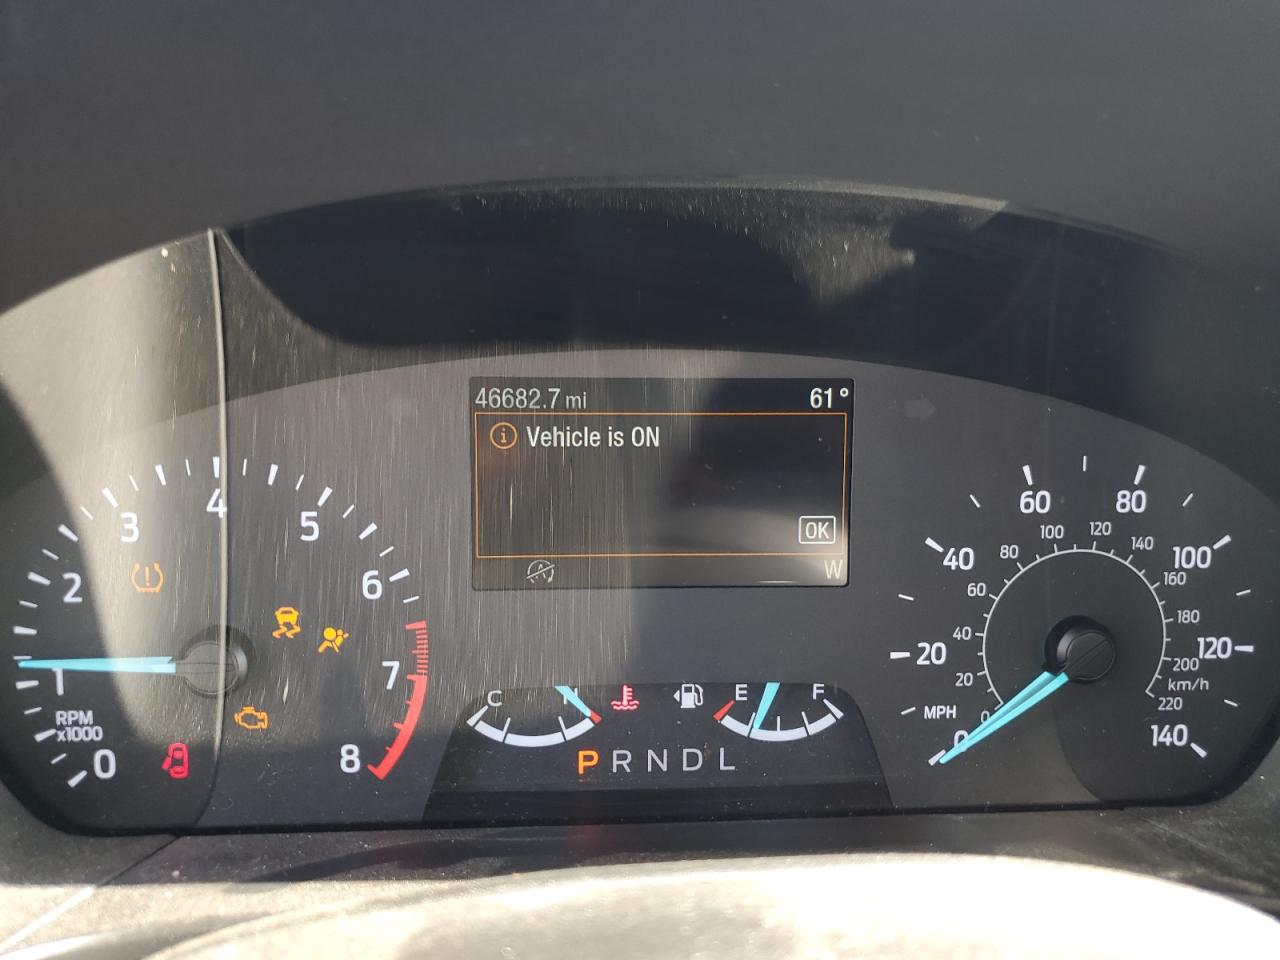 46682.7 mi 61°
Vehicle is ON
OK
W
0 1 2 3 4 5 6 7 8
RPM
x1000
C
E F
P R N D L
0 20 40 60 80 100 120 140
MPH
0 20 40 60 80 100 120 140 160 180 200 220
km/h